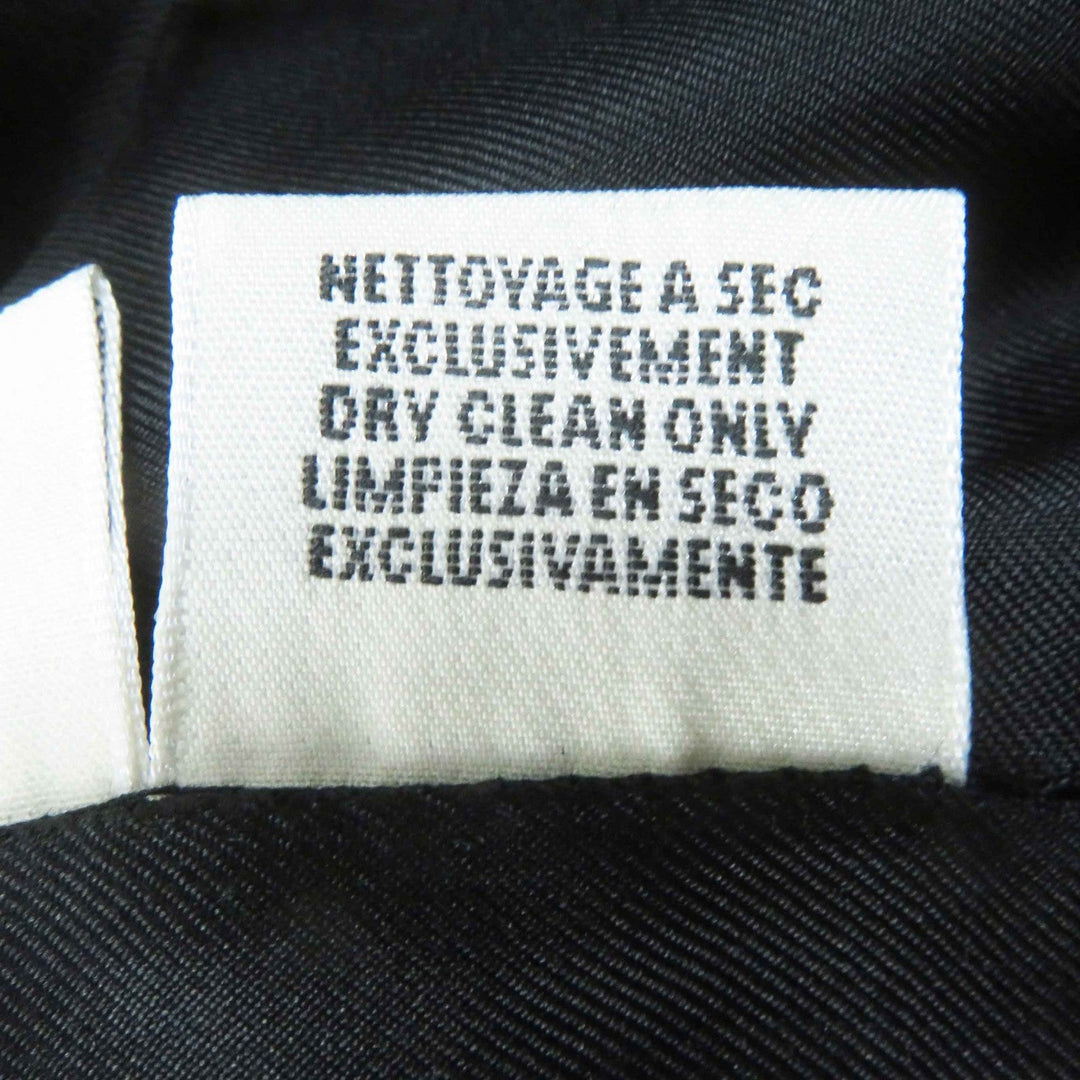 NETTOYAGE A SEC
EXCLUSIVEMENT
DRY CLEAN ONLY
LIMPIEZA EN SECO
EXCLUSIVAMENTE